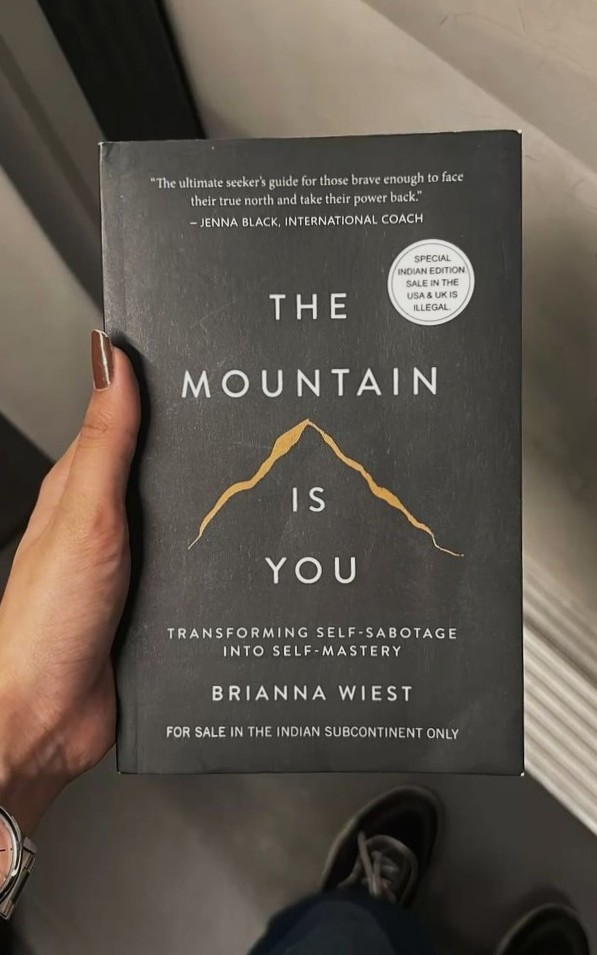 "The ultimate seeker's guide for those brave enough to face
their true north and take their power back."
– JENNA BLACK, INTERNATIONAL COACH
SPECIAL
INDIAN EDITION
SALE IN THE
USA & UK IS
ILLEGAL.
THE
MOUNTAIN
IS
YOU
TRANSFORMING SELF-SABOTAGE
INTO SELF-MASTERY
BRIANNA WIEST
FOR SALE IN THE INDIAN SUBCONTINENT ONLY